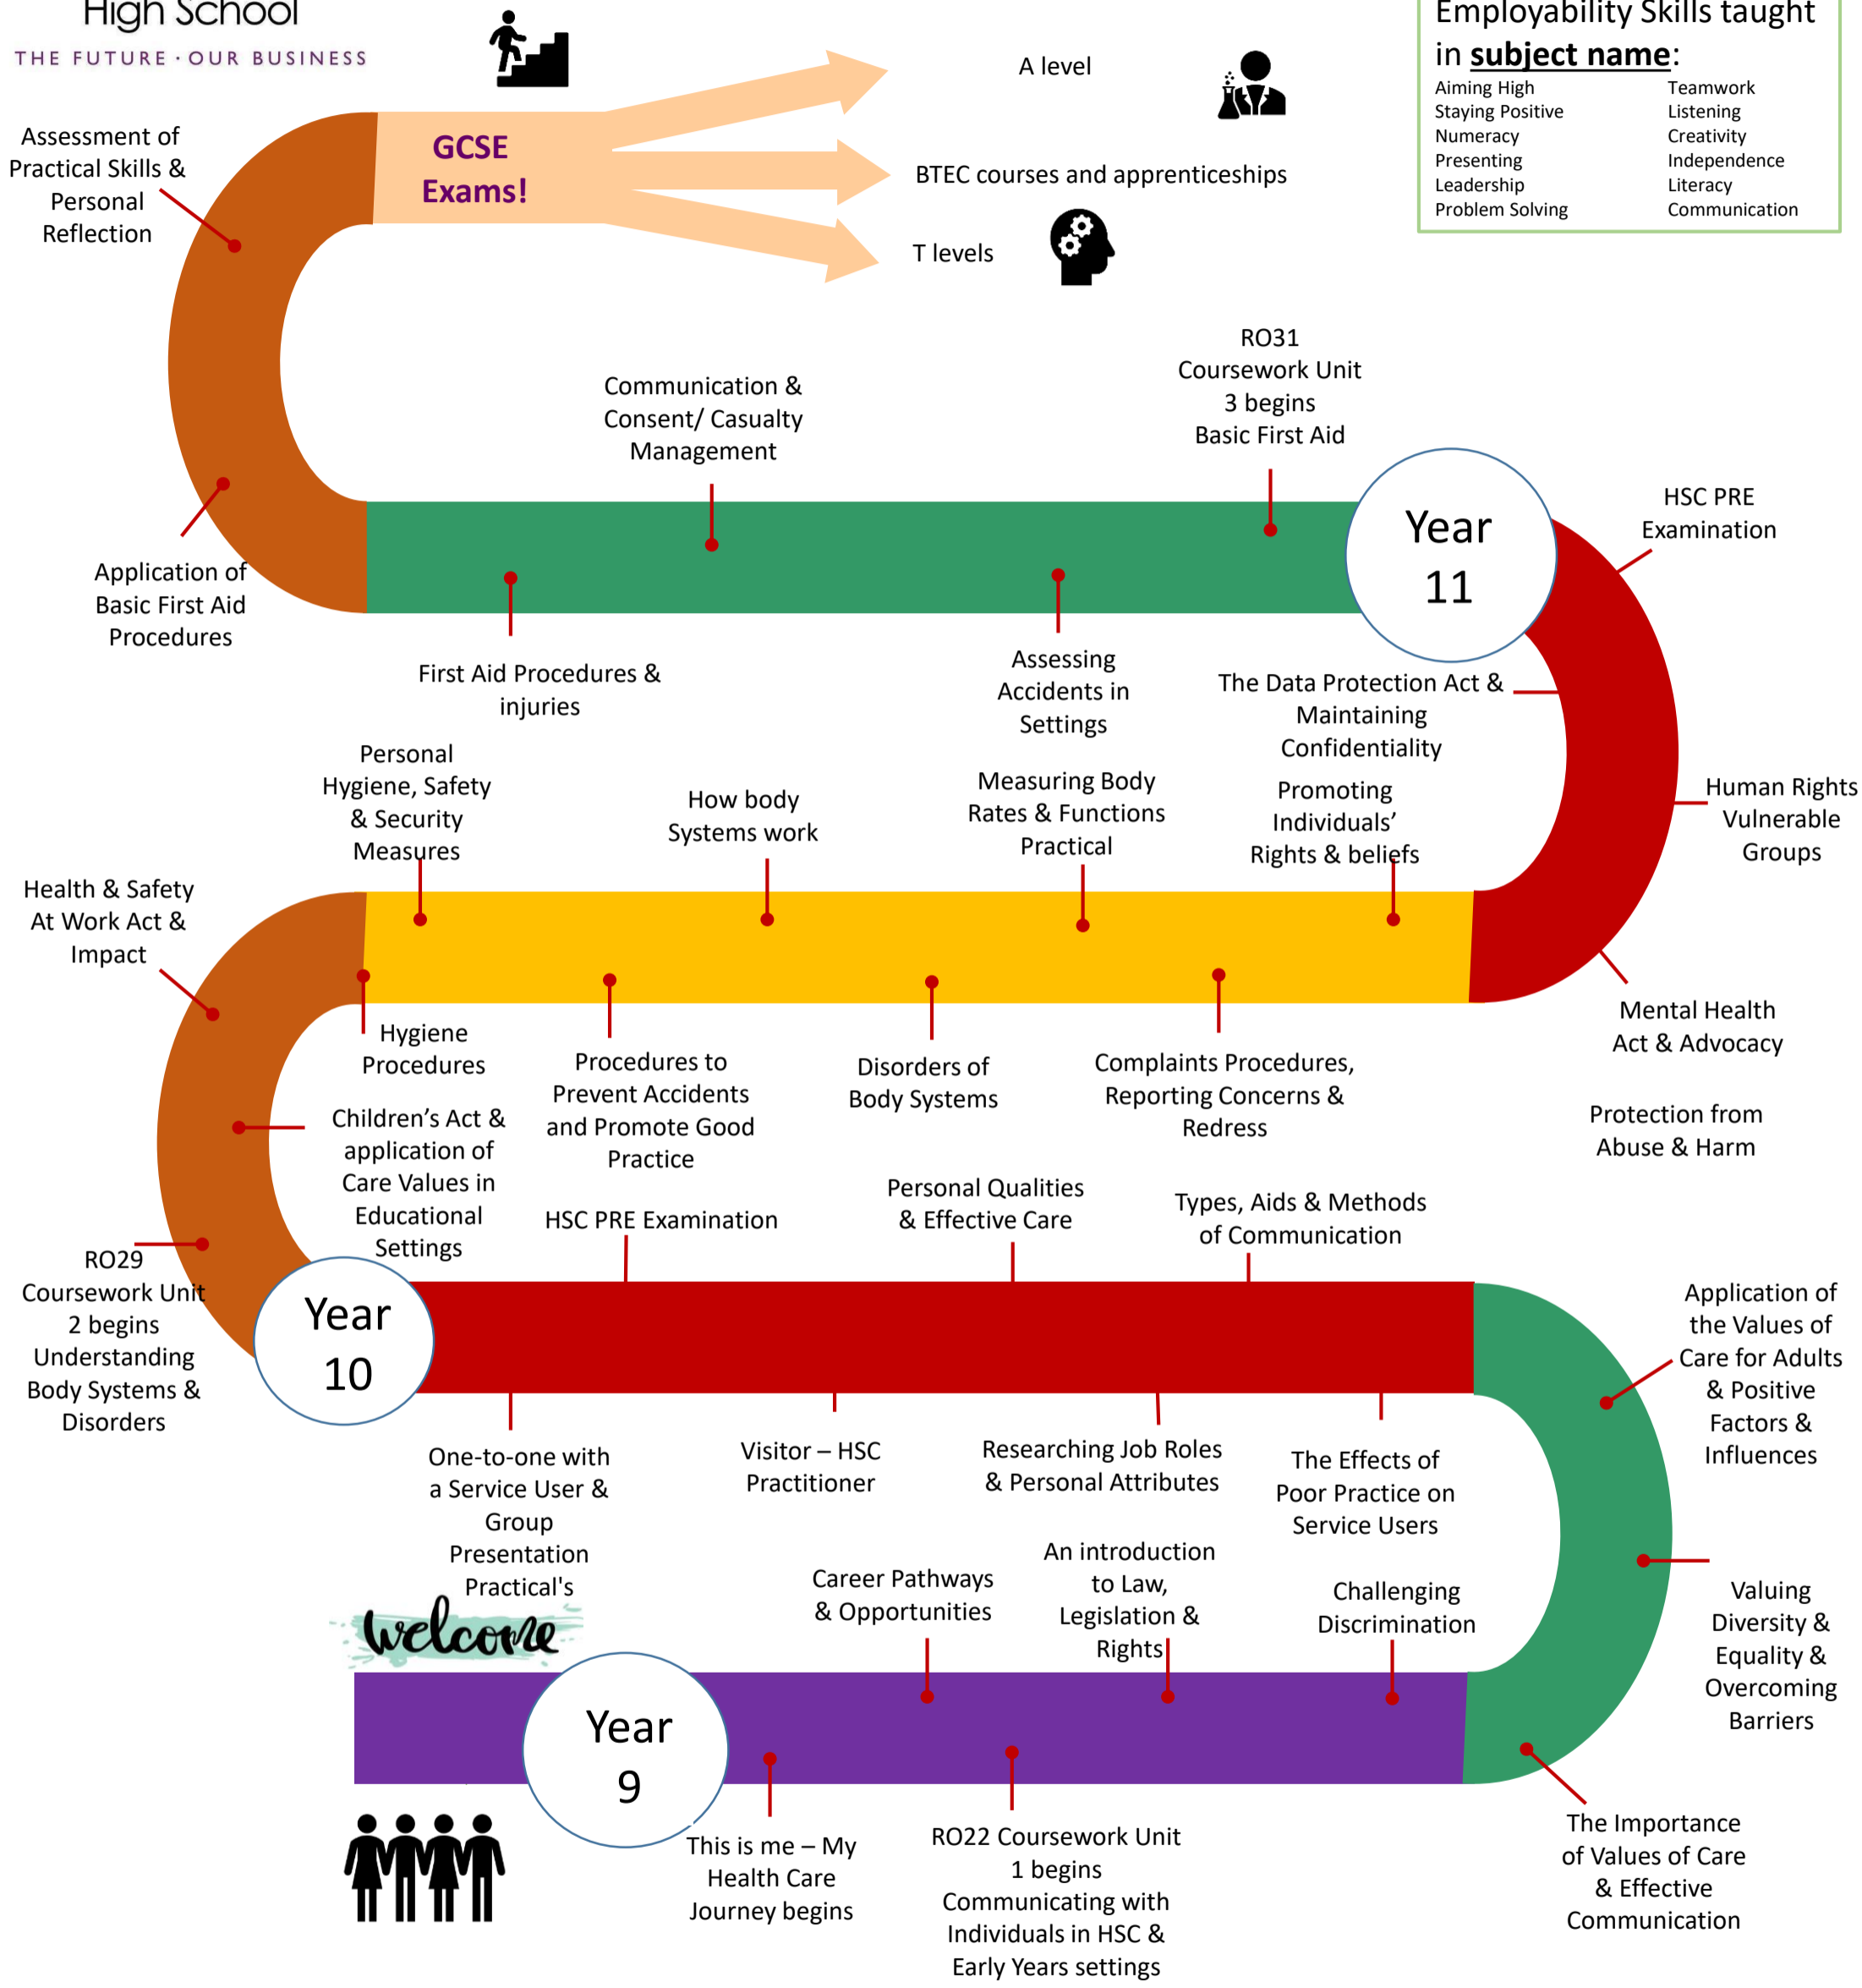 High School
THE FUTURE · OUR BUSINESS
Employability Skills taught
in subject name:
Aiming High
Staying Positive
Numeracy
Presenting
Leadership
Problem Solving
Teamwork
Listening
Creativity
Independence
Literacy
Communication
A level
BTEC courses and apprenticeships
T levels
GCSE
Exams!
Assessment of
Practical Skills &
Personal
Reflection
Application of
Basic First Aid
Procedures
Communication &
Consent/ Casualty
Management
RO31
Coursework Unit
3 begins
Basic First Aid
Year
11
HSC PRE
Examination
First Aid Procedures &
injuries
Assessing
Accidents in
Settings
The Data Protection Act &
Maintaining
Confidentiality
Human Rights
Vulnerable
Groups
Personal
Hygiene, Safety
& Security
Measures
How body
Systems work
Measuring Body
Rates & Functions
Practical
Promoting
Individuals’
Rights & beliefs
Health & Safety
At Work Act &
Impact
Hygiene
Procedures
Procedures to
Prevent Accidents
and Promote Good
Practice
Disorders of
Body Systems
Complaints Procedures,
Reporting Concerns &
Redress
Mental Health
Act & Advocacy
Protection from
Abuse & Harm
Children’s Act &
application of
Care Values in
Educational
Settings
RO29
Coursework Unit
2 begins
Understanding
Body Systems &
Disorders
Year
10
HSC PRE Examination
Personal Qualities
& Effective Care
Types, Aids & Methods
of Communication
Application of
the Values of
Care for Adults
& Positive
Factors &
Influences
One-to-one with
a Service User &
Group
Presentation
Practical's
Visitor – HSC
Practitioner
Researching Job Roles
& Personal Attributes
The Effects of
Poor Practice on
Service Users
Valuing
Diversity &
Equality &
Overcoming
Barriers
welcome
Year
9
Career Pathways
& Opportunities
An introduction
to Law,
Legislation &
Rights
Challenging
Discrimination
This is me – My
Health Care
Journey begins
RO22 Coursework Unit
1 begins
Communicating with
Individuals in HSC &
Early Years settings
The Importance
of Values of Care
& Effective
Communication